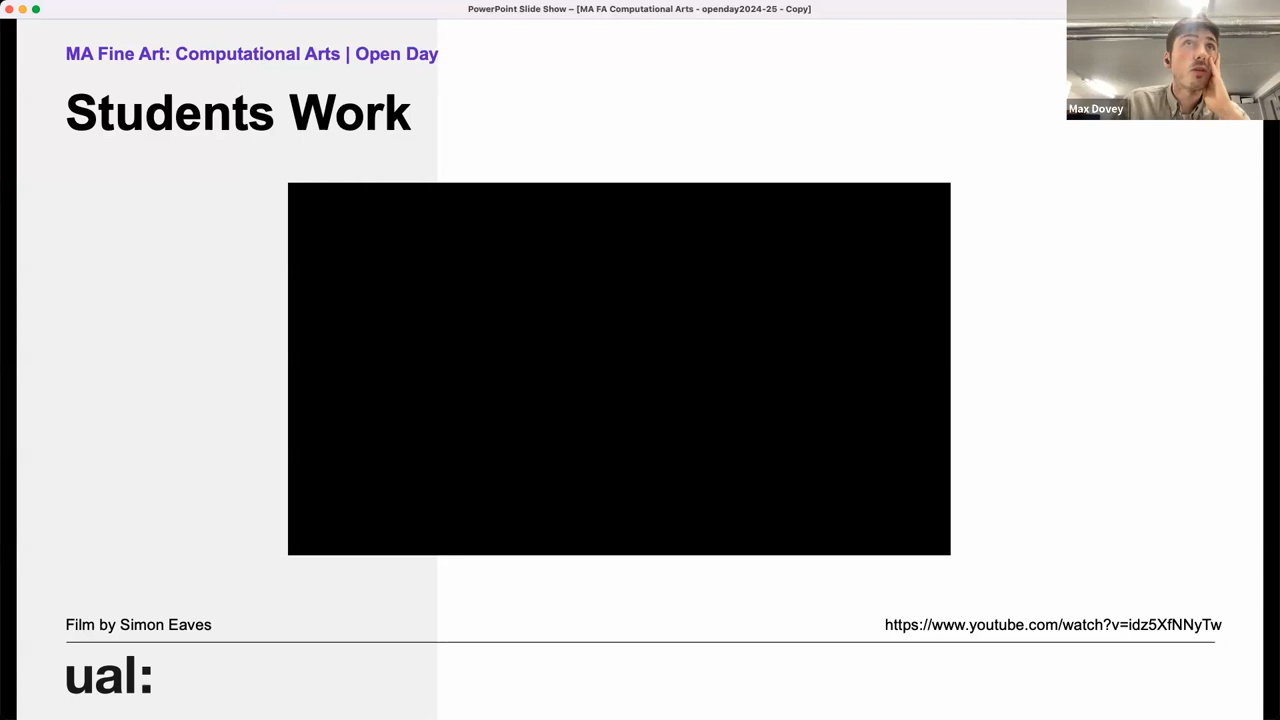 PowerPoint Slide Show – [MA FA Computational Arts - openday2024-25 - Copy]
MA Fine Art: Computational Arts | Open Day
Students Work
Max Dovey
Film by Simon Eaves
https://www.youtube.com/watch?v=idz5XfNNyTw
ual: